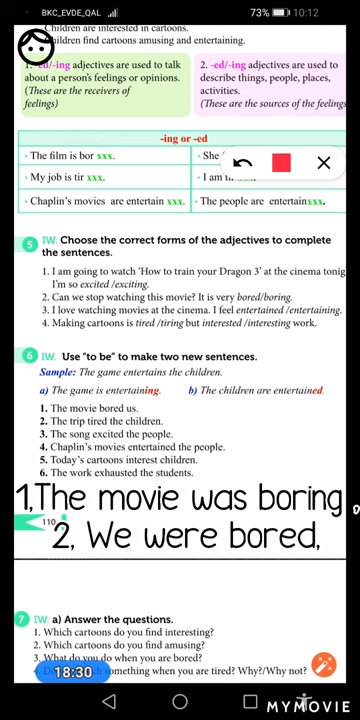 BKC_EVDE_QAL 73% 10:12
Children are interested in cartoons.
Children find cartoons amusing and entertaining.
1. -ed/-ing adjectives are used to talk
about a person's feelings or opinions.
(These are the receivers of
feelings)
2. -ed/-ing adjectives are used to
describe things, people, places,
activities.
(These are the sources of the feelings
-ing or -ed
• The film is bor xxx. • She
• My job is tir xxx. • I am
• Chaplin's movies are entertain xxx. • The people are entertainxxx.
5 IW. Choose the correct forms of the adjectives to complete
the sentences.
1. I am going to watch 'How to train your Dragon 3' at the cinema tonig
I'm so excited /exciting.
2. Can we stop watching this movie? It is very bored/boring.
3. I love watching movies at the cinema. I feel entertained /entertaining.
4. Making cartoons is tired /tiring but interested /interesting work.
6 IW. Use "to be" to make two new sentences.
Sample: The game entertains the children.
a) The game is entertaining. b) The children are entertained.
1. The movie bored us.
2. The trip tired the children.
3. The song excited the people.
4. Chaplin's movies entertained the people.
5. Today's cartoons interest children.
6. The work exhausted the students.
1,The movie was boring.
110
2, We were bored,
7 IW. a) Answer the questions.
1. Which cartoons do you find interesting?
2. Which cartoons do you find amusing?
3. What do you do when you are bored?
something when you are tired? Why?/Why not?
18:30
MYMOVIE